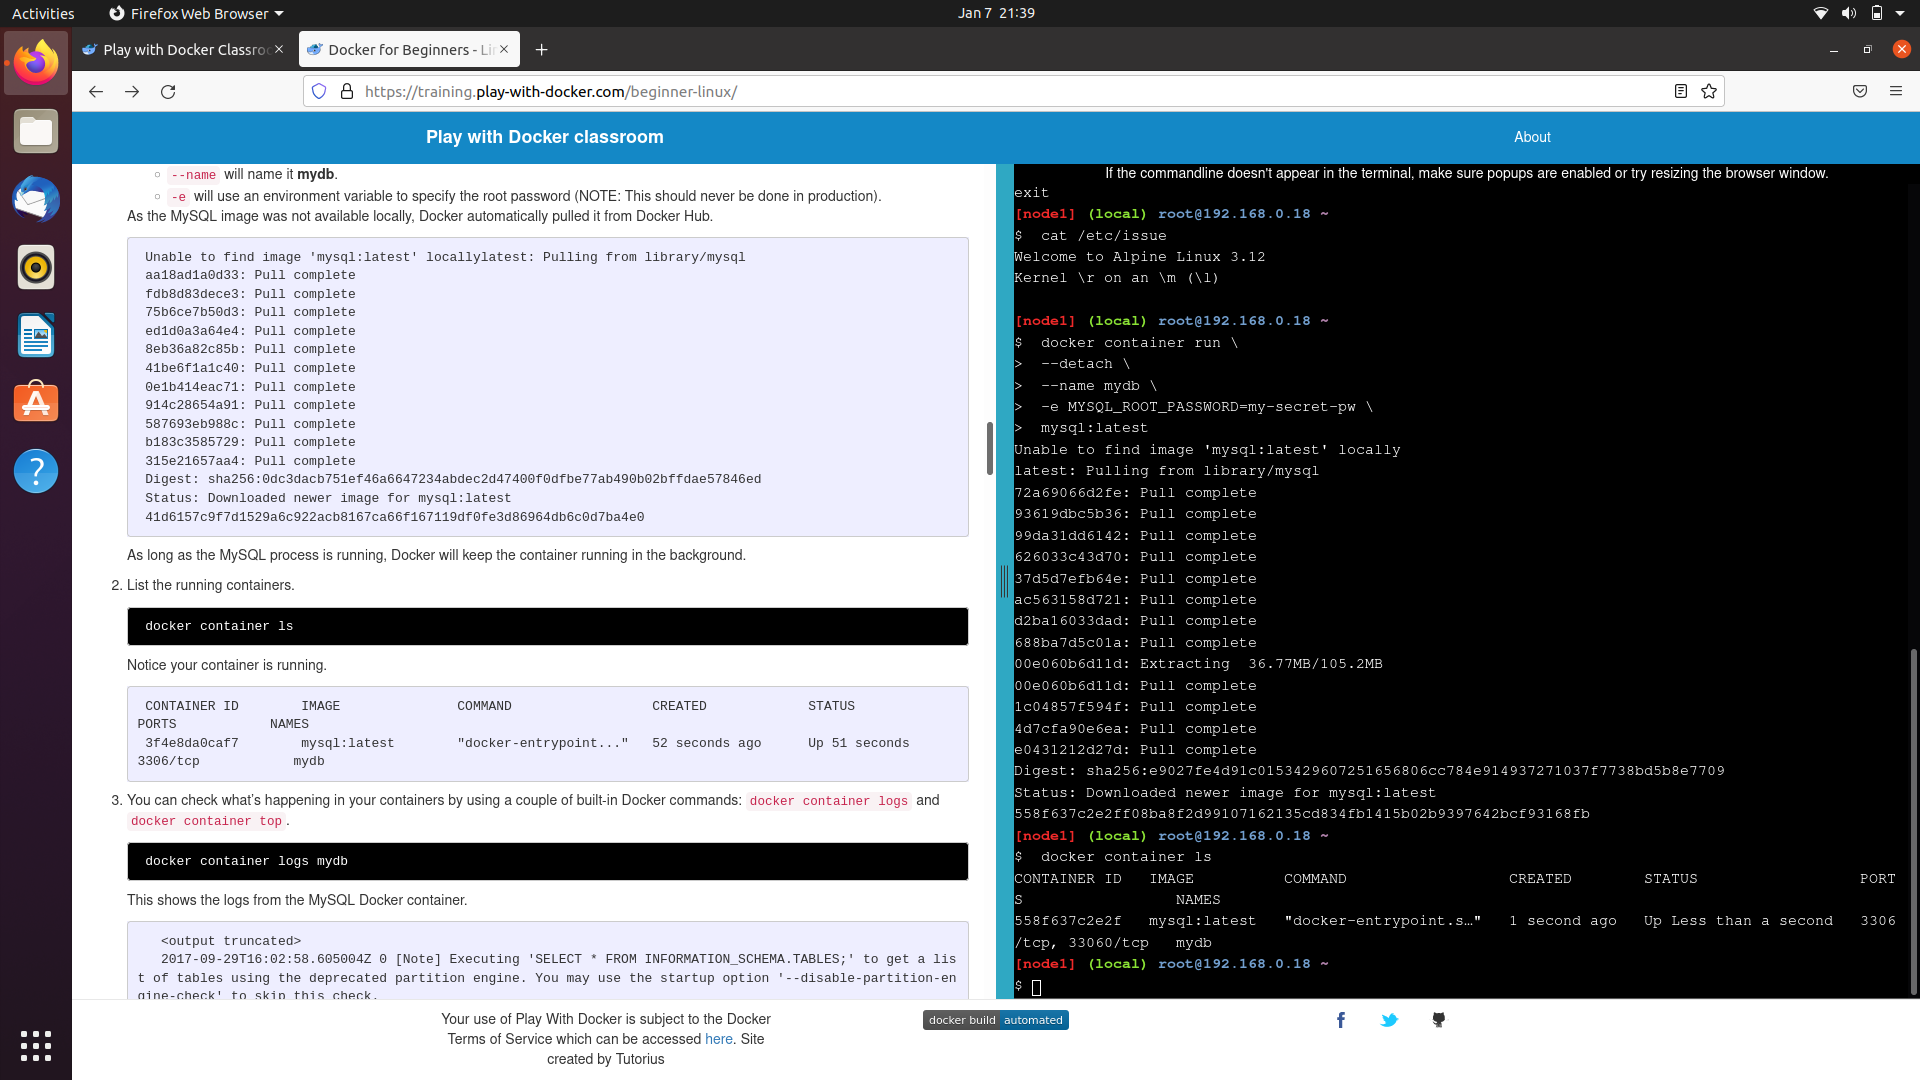 Activities
Firefox Web Browser
Jan 7 21:39
Play with Docker Classro
Docker for Beginners - Li
https://training.play-with-docker.com/beginner-linux/
Play with Docker classroom
About
--name will name it mydb.
-e will use an environment variable to specify the root password (NOTE: This should never be done in production).
As the MySQL image was not available locally, Docker automatically pulled it from Docker Hub.
Unable to find image 'mysql:latest' locallylatest: Pulling from library/mysql
aa18ad1a0d33: Pull complete
fdb8d83dece3: Pull complete
75b6ce7b50d3: Pull complete
ed1d0a3a64e4: Pull complete
8eb36a82c85b: Pull complete
41be6f1a1c40: Pull complete
0e1b414eac71: Pull complete
914c28654a91: Pull complete
587693eb988c: Pull complete
b183c3585729: Pull complete
315e21657aa4: Pull complete
Digest: sha256:0dc3dacb751ef46a6647234abdec2d47400f0dfbe77ab490b02bffdae57846ed
Status: Downloaded newer image for mysql:latest
41d6157c9f7d1529a6c922acb8167ca66f167119df0fe3d86964db6c0d7ba4e0
As long as the MySQL process is running, Docker will keep the container running in the background.
2. List the running containers.
docker container ls
Notice your container is running.
CONTAINER ID IMAGE COMMAND CREATED STATUS
PORTS NAMES
3f4e8da0caf7 mysql:latest "docker-entrypoint..." 52 seconds ago Up 51 seconds
3306/tcp mydb
3. You can check what's happening in your containers by using a couple of built-in Docker commands: docker container logs and
docker container top.
docker container logs mydb
This shows the logs from the MySQL Docker container.
<output truncated>
2017-09-29T16:02:58.605004Z 0 [Note] Executing 'SELECT * FROM INFORMATION_SCHEMA.TABLES;' to get a lis
t of tables using the deprecated partition engine. You may use the startup option '--disable-partition-en
gine-check' to skip this check.
If the commandline doesn't appear in the terminal, make sure popups are enabled or try resizing the browser window.
exit
[node1] (local) root@192.168.0.18 ~
$ cat /etc/issue
Welcome to Alpine Linux 3.12
Kernel \r on an \m (\l)
[node1] (local) root@192.168.0.18 ~
$ docker container run \
> --detach \
> --name mydb \
> -e MYSQL_ROOT_PASSWORD=my-secret-pw \
> mysql:latest
Unable to find image 'mysql:latest' locally
latest: Pulling from library/mysql
72a69066d2fe: Pull complete
93619dbc5b36: Pull complete
99da31dd6142: Pull complete
626033c43d70: Pull complete
37d5d7efb64e: Pull complete
ac563158d721: Pull complete
d2ba16033dad: Pull complete
688ba7d5c01a: Pull complete
00e060b6d11d: Extracting 36.77MB/105.2MB
00e060b6d11d: Pull complete
1c04857f594f: Pull complete
4d7cfa90e6ea: Pull complete
e0431212d27d: Pull complete
Digest: sha256:e9027fe4d91c0153429607251656806cc784e914937271037f7738bd5b8e7709
Status: Downloaded newer image for mysql:latest
558f637c2e2ff08ba8f2d99107162135cd834fb1415b02b9397642bcf93168fb
[node1] (local) root@192.168.0.18 ~
$ docker container ls
CONTAINER ID IMAGE COMMAND CREATED STATUS PORT
S NAMES
558f637c2e2f mysql:latest "docker-entrypoint.s…" 1 second ago Up Less than a second 3306
/tcp, 33060/tcp mydb
[node1] (local) root@192.168.0.18 ~
$
Your use of Play With Docker is subject to the Docker
Terms of Service which can be accessed here. Site
created by Tutorius
docker build automated